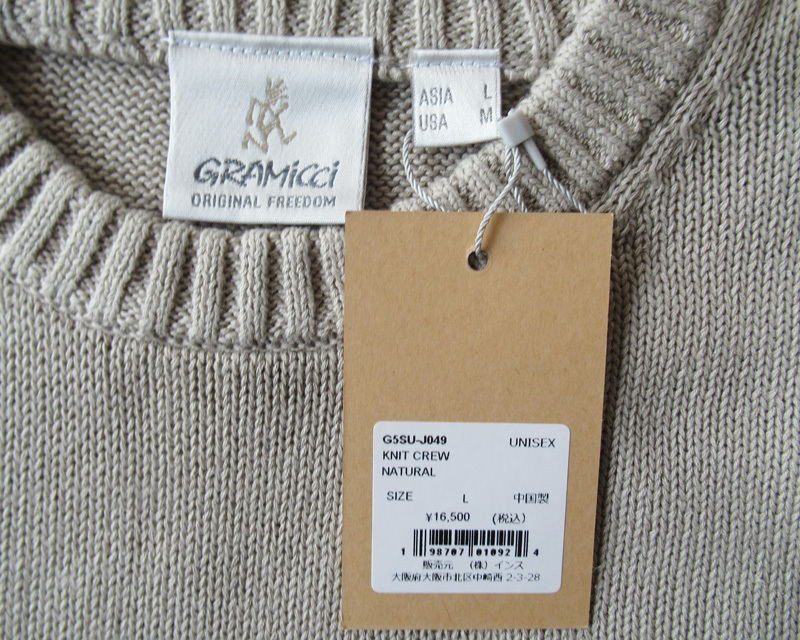 GRAMiCCi
ORIGINAL FREEDOM
ASIA L
USA M
G5SU-J049 UNISEX
KNIT CREW
NATURAL
SIZE L 中国製
¥16,500 (税込)
1 98707 01092 4
販売元 (株)インス
大阪府大阪市北区中崎西 2-3-28